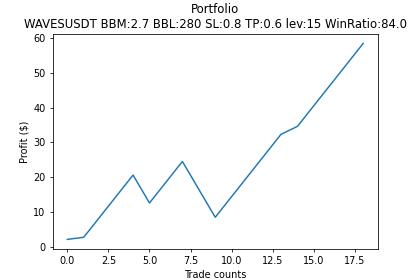 Portfolio
WAVESUSDT BBM:2.7 BBL:280 SL:0.8 TP:0.6 lev:15 WinRatio:84.0
60
50
40
30
20
10
0
Profit ($)
0.0 2.5 5.0 7.5 10.0 12.5 15.0 17.5
Trade counts